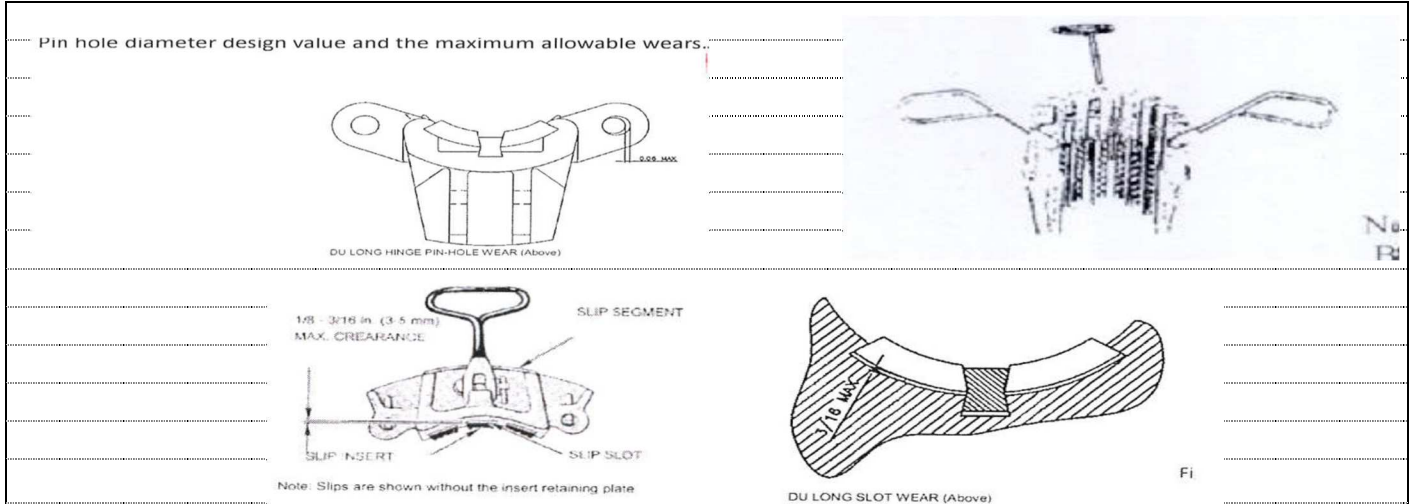 Pin hole diameter design value and the maximum allowable wears.
0.06 MAX
DU LONG HINGE PIN-HOLE WEAR (Above)
1/8 - 3/16 in. (3-5 mm)
MAX. CREARANCE
SLIP SEGMENT
SLIP INSERT
SLIP SLOT
Note: Slips are shown without the insert retaining plate
3/16 MAX
Fi
DU LONG SLOT WEAR (Above)